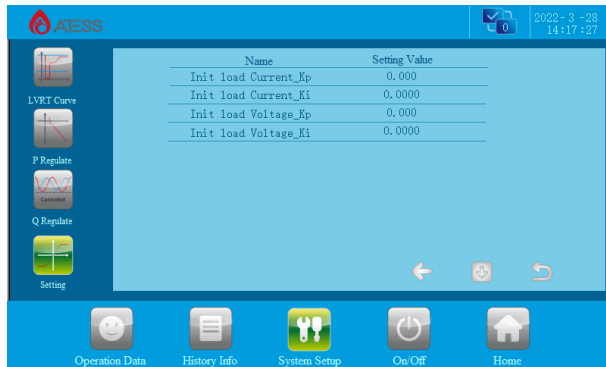 ATESS
0
2022-3-28
14:17:27
LVRT Curve
P Regulate
Controlled
Q Regulate
Setting
Name Setting Value
Init load Current_Kp 0.000
Init load Current_Ki 0.0000
Init load Voltage_Kp 0.000
Init load Voltage_Ki 0.0000
Operation Data History Info System Setup On/Off Home